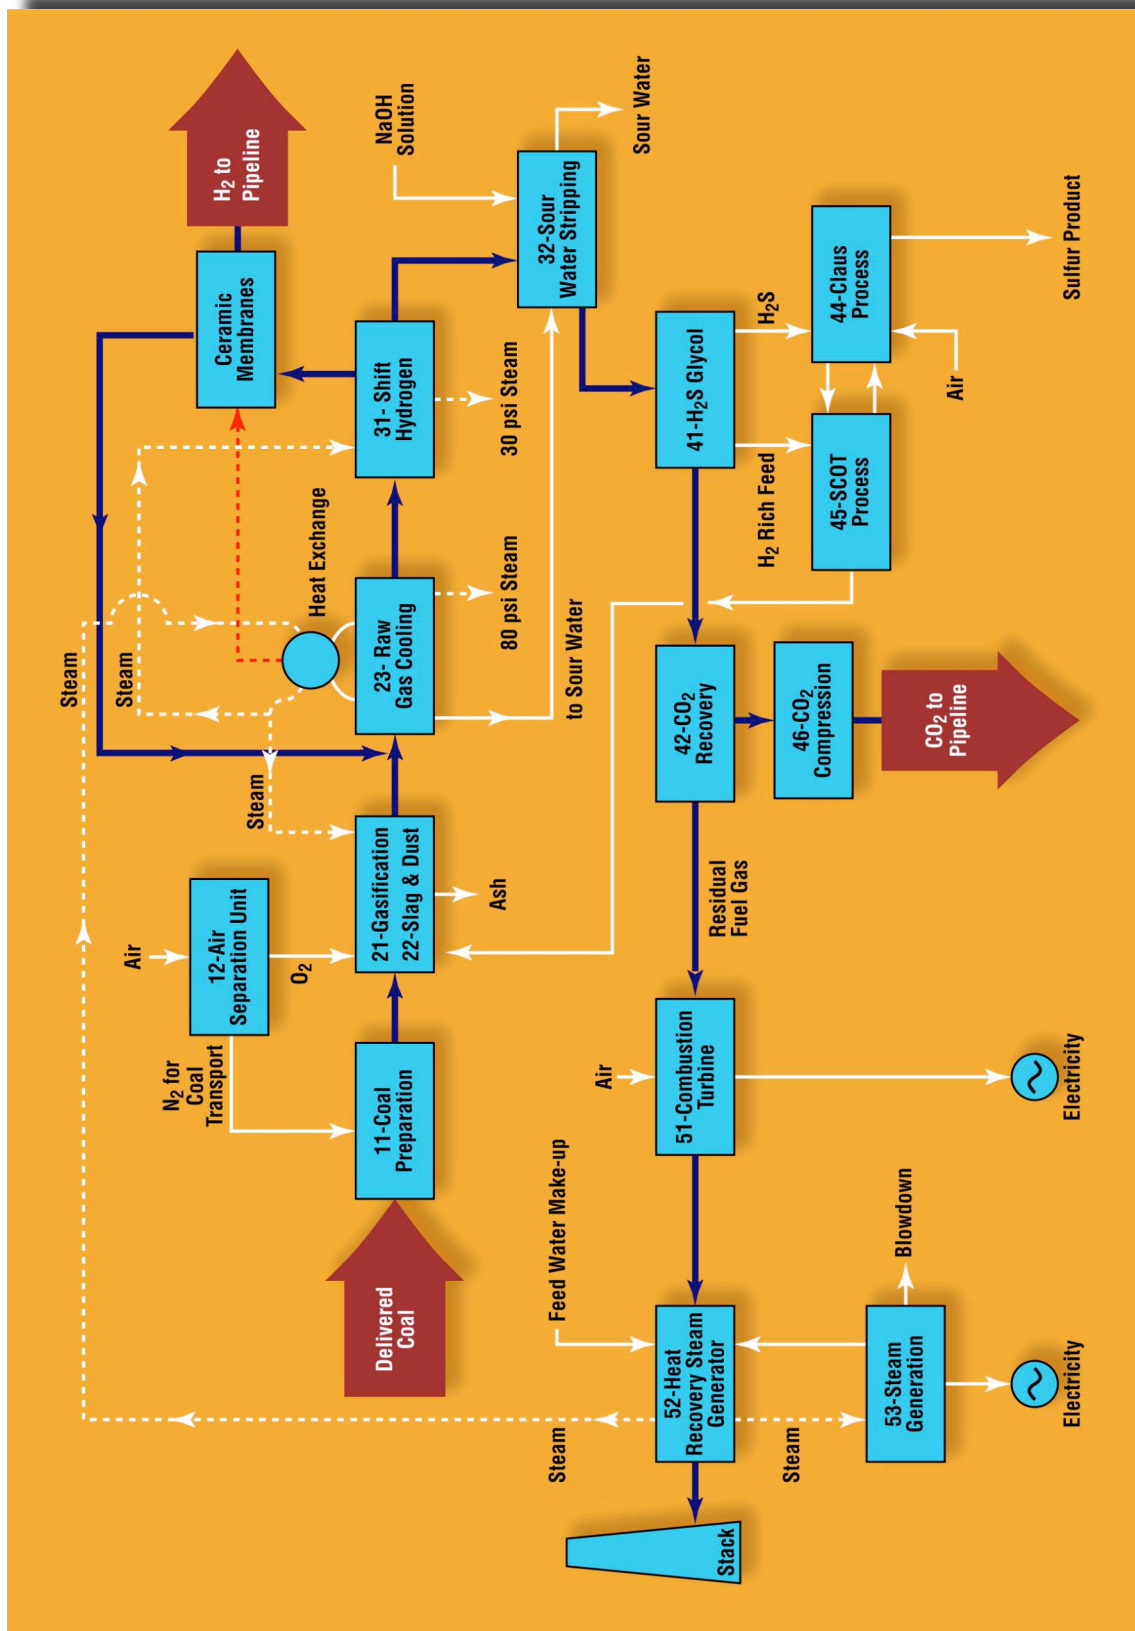 Delivered
Coal
11-Coal
Preparation
N₂ for
Coal
Transport
Air
12-Air
Separation Unit
O₂
21-Gasification
22-Slag & Dust
Ash
Steam
Steam
Steam
Heat Exchange
23- Raw
Gas Cooling
80 psi Steam
to Sour Water
31- Shift
Hydrogen
30 psi Steam
Ceramic
Membranes
H₂ to
Pipeline
NaOH
Solution
32-Sour
Water Stripping
Sour Water
41-H₂S Glycol
H₂S
H₂ Rich Feed
44-Claus
Process
45-SCOT
Process
Air
Sulfur Product
42-CO₂
Recovery
46-CO₂
Compression
CO₂ to
Pipeline
Residual
Fuel Gas
Air
51-Combustion
Turbine
Electricity
Feed Water Make-up
52-Heat
Recovery Steam
Generator
Steam
Steam
Stack
53-Steam
Generation
Blowdown
Electricity